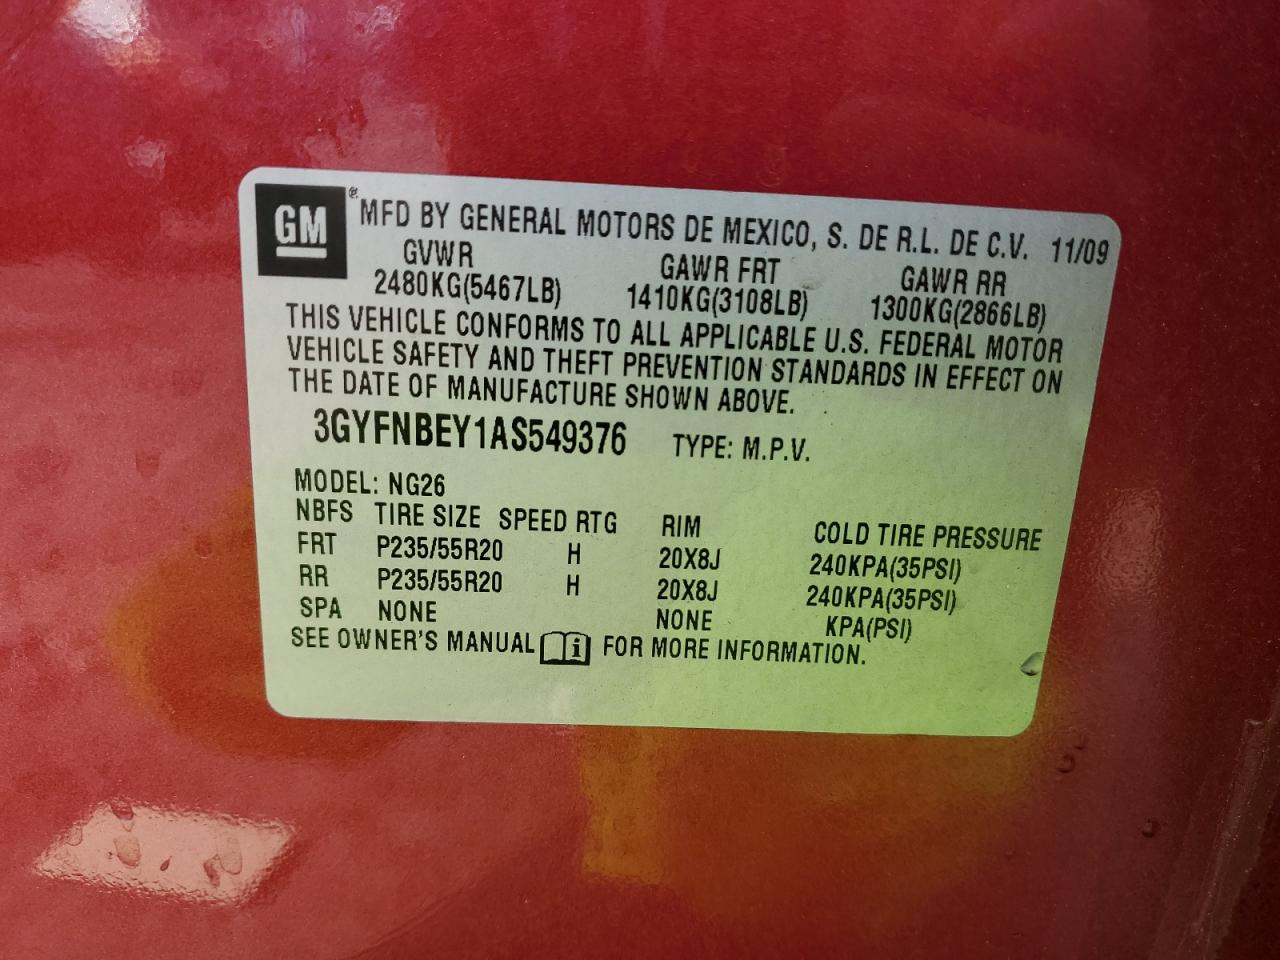 GM ® MFD BY GENERAL MOTORS DE MEXICO, S. DE R.L. DE C.V. 11/09
GVWR GAWR FRT GAWR RR
2480KG(5467LB) 1410KG(3108LB) 1300KG(2866LB)
THIS VEHICLE CONFORMS TO ALL APPLICABLE U.S. FEDERAL MOTOR
VEHICLE SAFETY AND THEFT PREVENTION STANDARDS IN EFFECT ON
THE DATE OF MANUFACTURE SHOWN ABOVE.
3GYFNBEY1AS549376 TYPE: M.P.V.
MODEL: NG26
NBFS TIRE SIZE SPEED RTG RIM COLD TIRE PRESSURE
FRT P235/55R20 H 20X8J 240KPA(35PSI)
RR P235/55R20 H 20X8J 240KPA(35PSI)
SPA NONE NONE KPA(PSI)
SEE OWNER'S MANUAL i FOR MORE INFORMATION.